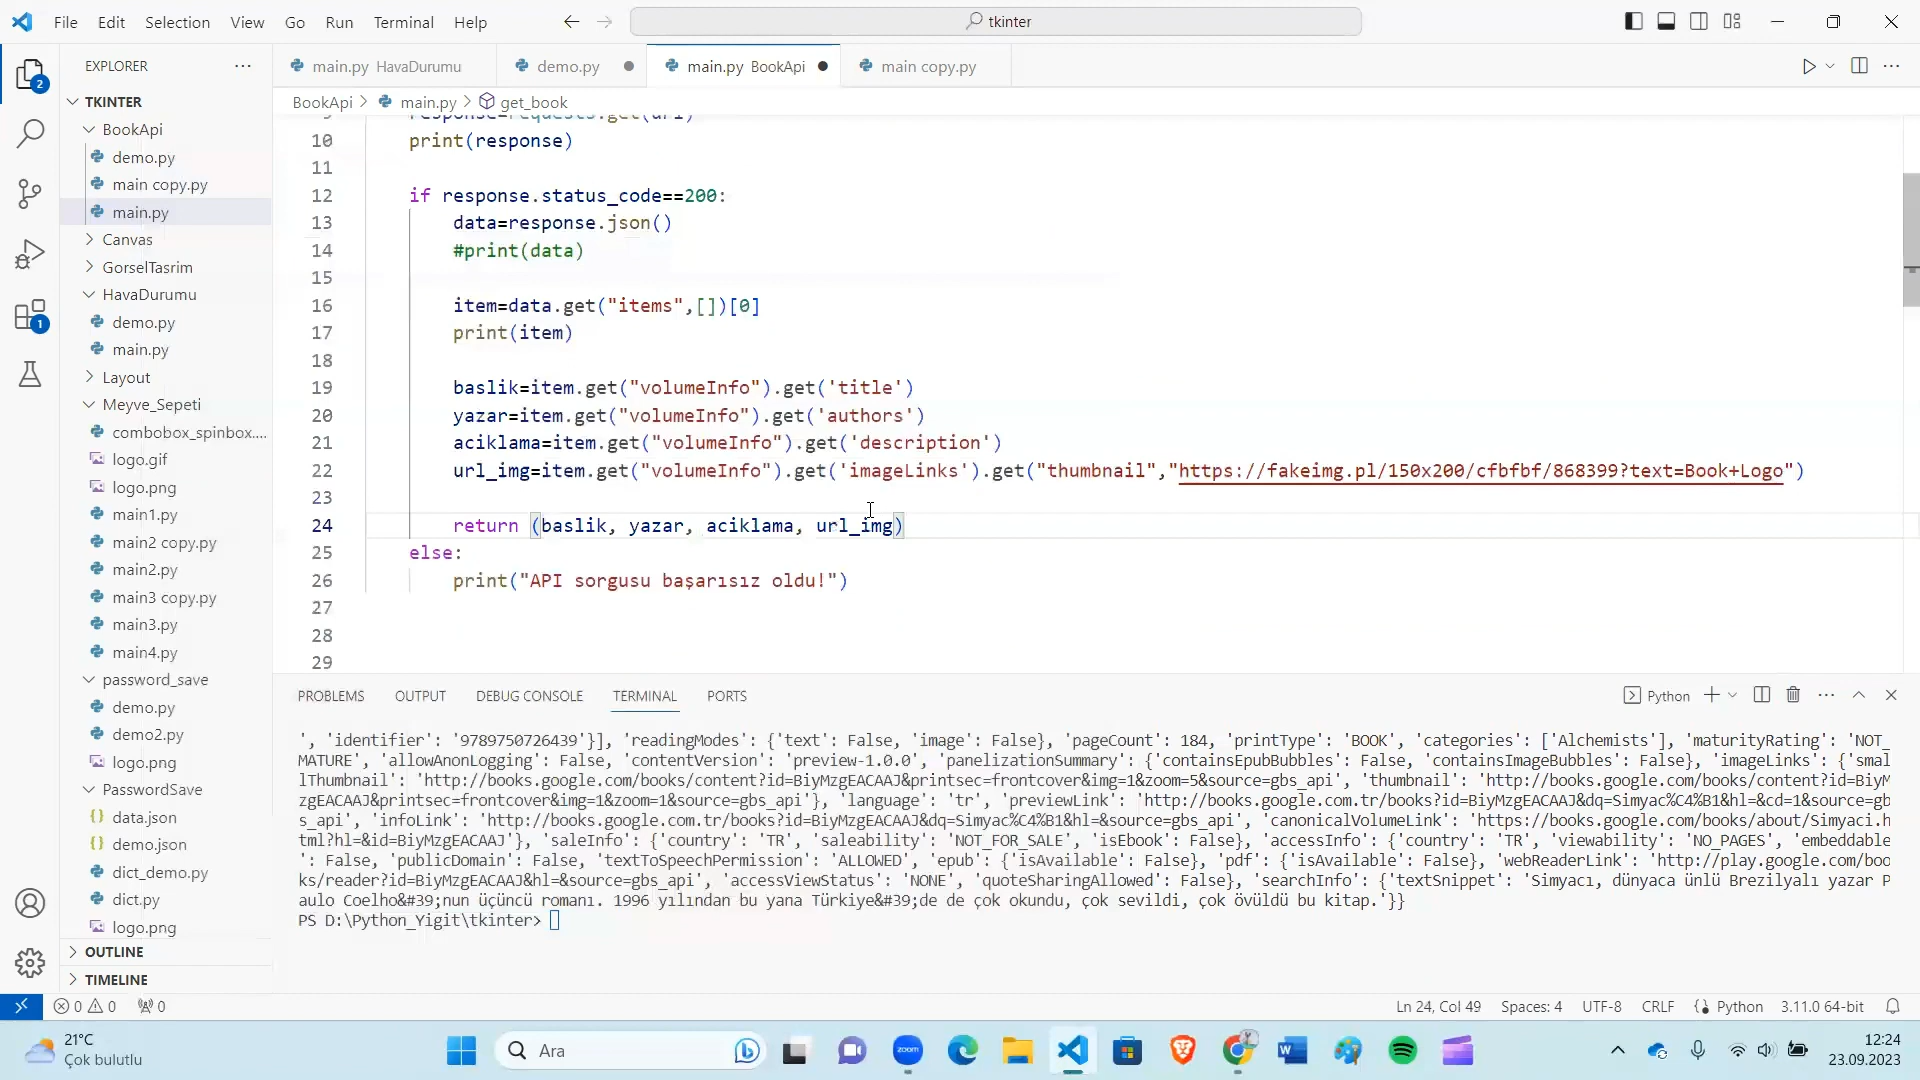 File Edit Selection View Go Run Terminal Help
tkinter
EXPLORER
main.py HavaDurumu
demo.py
main.py BookApi
main copy.py
BookApi > main.py > get_book
TKINTER
BookApi
demo.py
main copy.py
main.py
Canvas
GorselTasrim
HavaDurumu
demo.py
main.py
Layout
Meyve_Sepeti
combobox_spinbox....
logo.gif
logo.png
main1.py
main2 copy.py
main2.py
main3 copy.py
main3.py
main4.py
password_save
demo.py
demo2.py
logo.png
PasswordSave
data.json
demo.json
dict_demo.py
dict.py
logo.png
OUTLINE
TIMELINE
2
1
9 response=requests.get(url)
10 print(response)
11
12 if response.status_code==200:
13 data=response.json()
14 #print(data)
15
16 item=data.get("items",[])[0]
17 print(item)
18
19 baslik=item.get("volumeInfo").get('title')
20 yazar=item.get("volumeInfo").get('authors')
21 aciklama=item.get("volumeInfo").get('description')
22 url_img=item.get("volumeInfo").get('imageLinks').get("thumbnail","https://fakeimg.pl/150x200/cfbfbf/868399?text=Book+Logo")
23
24 return (baslik, yazar, aciklama, url_img)
25 else:
26 print("API sorgusu başarısız oldu!")
27
28
29
PROBLEMS OUTPUT DEBUG CONSOLE TERMINAL PORTS
Python
', 'identifier': '9789750726439'}], 'readingModes': {'text': False, 'image': False}, 'pageCount': 184, 'printType': 'BOOK', 'categories': ['Alchemists'], 'maturityRating': 'NOT_
MATURE', 'allowAnonLogging': False, 'contentVersion': 'preview-1.0.0', 'panelizationSummary': {'containsEpubBubbles': False, 'containsImageBubbles': False}, 'imageLinks': {'smal
lThumbnail': 'http://books.google.com/books/content?id=BiyMzgEACAAJ&printsec=frontcover&img=1&zoom=5&source=gbs_api', 'thumbnail': 'http://books.google.com/books/content?id=BiyM
zgEACAAJ&printsec=frontcover&img=1&zoom=1&source=gbs_api'}, 'language': 'tr', 'previewLink': 'http://books.google.com.tr/books?id=BiyMzgEACAAJ&dq=Simyac%C4%B1&hl=&cd=1&source=gb
s_api', 'infoLink': 'http://books.google.com.tr/books?id=BiyMzgEACAAJ&dq=Simyac%C4%B1&hl=&source=gbs_api', 'canonicalVolumeLink': 'https://books.google.com/books/about/Simyaci.h
tml?hl=&id=BiyMzgEACAAJ'}, 'saleInfo': {'country': 'TR', 'saleability': 'NOT_FOR_SALE', 'isEbook': False}, 'accessInfo': {'country': 'TR', 'viewability': 'NO_PAGES', 'embeddable
': False, 'publicDomain': False, 'textToSpeechPermission': 'ALLOWED', 'epub': {'isAvailable': False}, 'pdf': {'isAvailable': False}, 'webReaderLink': 'http://play.google.com/boo
ks/reader?id=BiyMzgEACAAJ&hl=&source=gbs_api', 'accessViewStatus': 'NONE', 'quoteSharingAllowed': False}, 'searchInfo': {'textSnippet': 'Simyacı, dünyaca ünlü Brezilyalı yazar P
aulo Coelho&#39;nun üçüncü romanı. 1996 yılından bu yana Türkiye&#39;de de çok okundu, çok sevildi, çok övüldü bu kitap.'}}
PS D:\Python_Yigit\tkinter>
0 0 0
Ln 24, Col 49 Spaces: 4 UTF-8 CRLF Python 3.11.0 64-bit
21°C
Çok bulutlu
Ara
zoom
12:24
23.09.2023